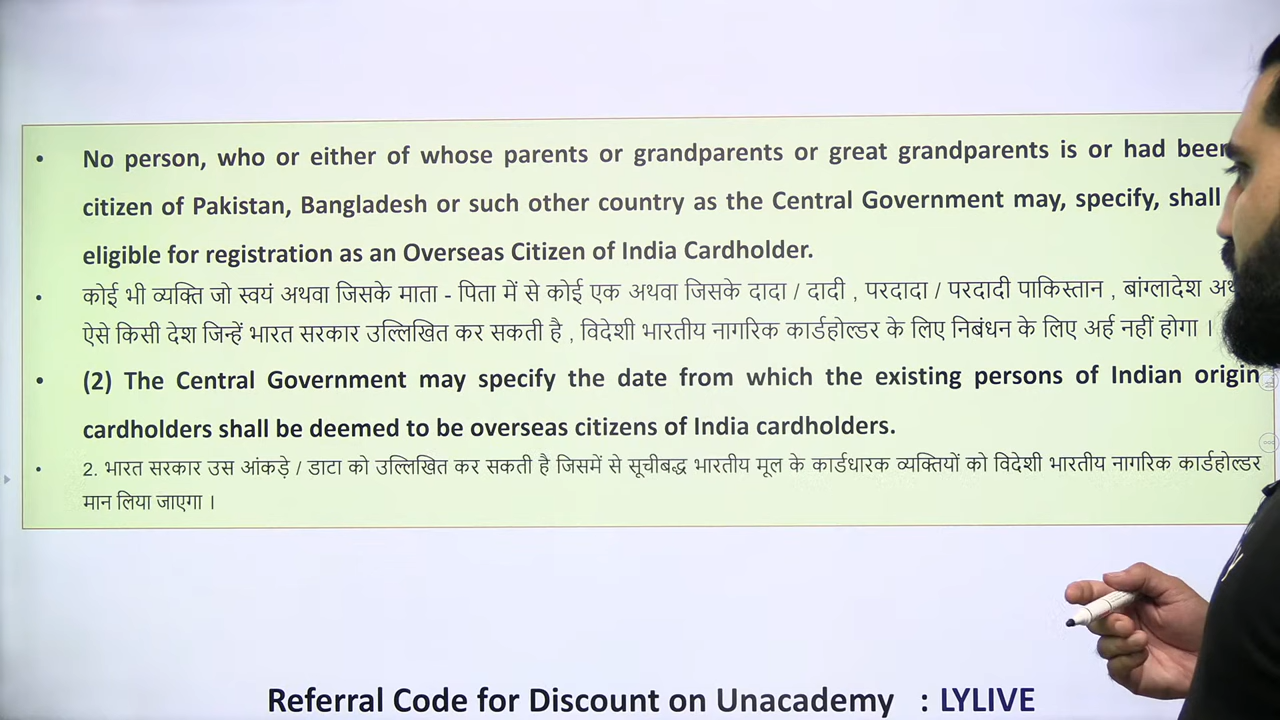 • No person, who or either of whose parents or grandparents or great grandparents is or had been
citizen of Pakistan, Bangladesh or such other country as the Central Government may, specify, shall
eligible for registration as an Overseas Citizen of India Cardholder.
• कोई भी व्यक्ति जो स्वयं अथवा जिसके माता - पिता में से कोई एक अथवा जिसके दादा / दादी , परदादा / परदादी पाकिस्तान , बांग्लादेश
ऐसे किसी देश जिन्हें भारत सरकार उल्लिखित कर सकती है , विदेशी भारतीय नागरिक कार्डहोल्डर के लिए निबंधन के लिए अर्ह नहीं होगा ।
• (2) The Central Government may specify the date from which the existing persons of Indian origin
cardholders shall be deemed to be overseas citizens of India cardholders.
• 2. भारत सरकार उस आंकड़े / डाटा को उल्लिखित कर सकती है जिसमें से सूचीबद्ध भारतीय मूल के कार्डधारक व्यक्तियों को विदेशी भारतीय नागरिक कार्डहोल्डर
मान लिया जाएगा ।
Referral Code for Discount on Unacademy : LYLIVE